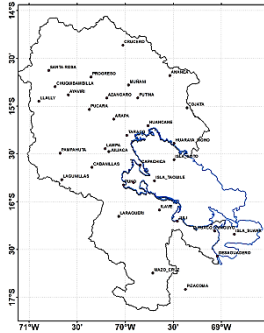 14°S
CRUCERO
30'
SANTA ROSA
PROGRESO
ANANEA
CHUQUIBAMBILLA
MUÑANI
AYAVIRI
LLALLY
AZANGARO
PUTINA
15°S
PUCARA
COJATA
ARAPA
HUANCANE
TARACO
HUARAYA_MOHO
30'
PAMPAHUTA
LAMPA
JULIACA
ISLA_SOTO
CABANILLAS
CAPACHICA
LAGUNILLAS
PUNO
ISLA_TAQUILE
16°S
LARAQUERI
ILAVE
JULI
ISLA_SUANA
30'
DESAGUADERO
MAZO_CRUZ
PIZACOMA
17°S
71°W
30'
70°W
30'
69°W